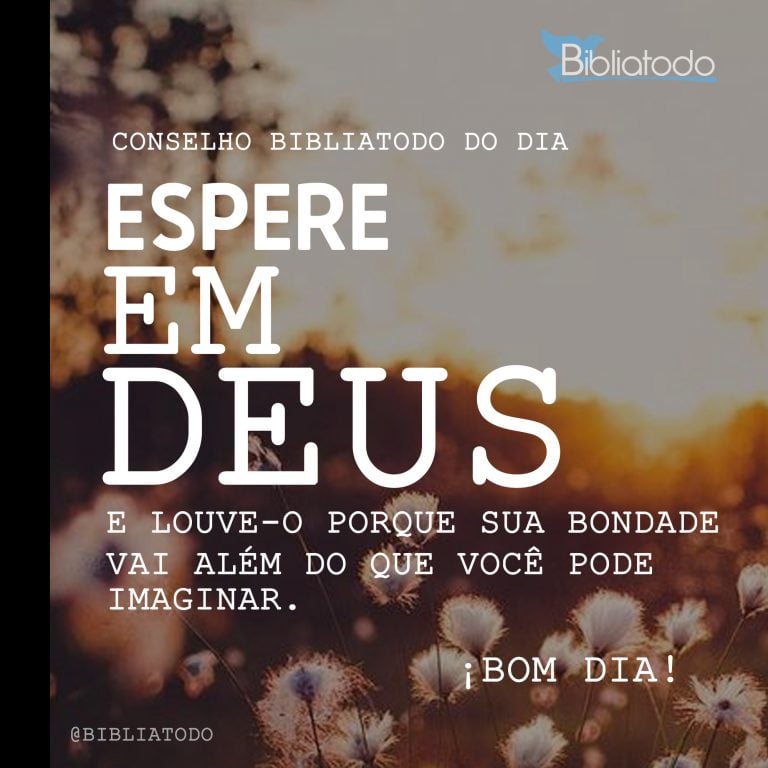 Bibliatodo
CONSELHO BIBLIATODO DO DIA
ESPERE
EM
DEUS
E LOUVE-O PORQUE SUA BONDADE
VAI ALÉM DO QUE VOCÊ PODE
IMAGINAR.
¡BOM DIA!
@BIBLIATODO